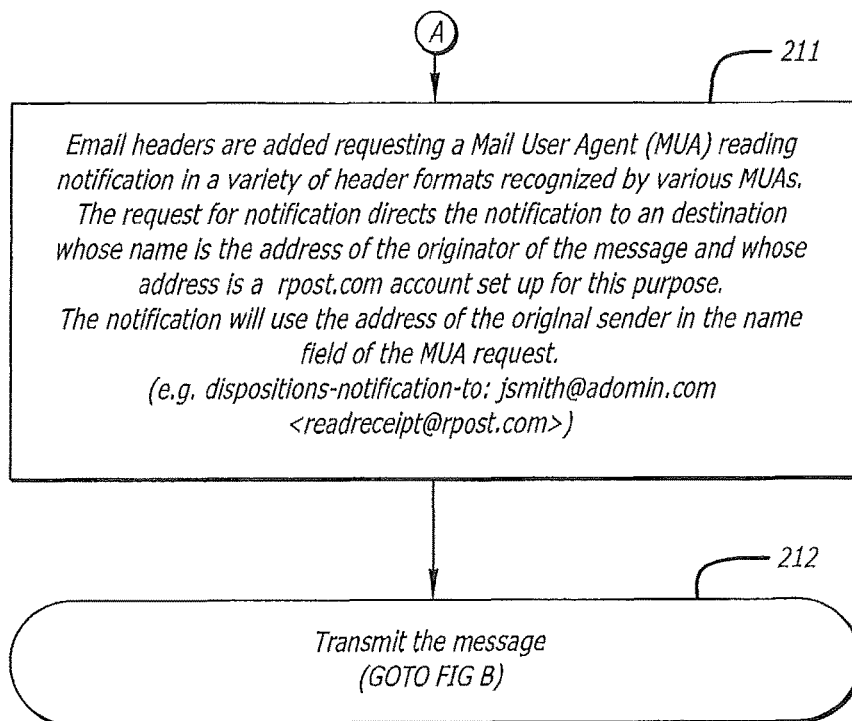 A
211
Email headers are added requesting a Mail User Agent (MUA) reading
notification in a variety of header formats recognized by various MUAs.
The request for notification directs the notification to an destination
whose name is the address of the originator of the message and whose
address is a rpost.com account set up for this purpose.
The notification will use the address of the original sender in the name
field of the MUA request.
(e.g. dispositions-notification-to: jsmith@adomin.com
<readreceipt@rpost.com>)
212
Transmit the message
(GOTO FIG B)